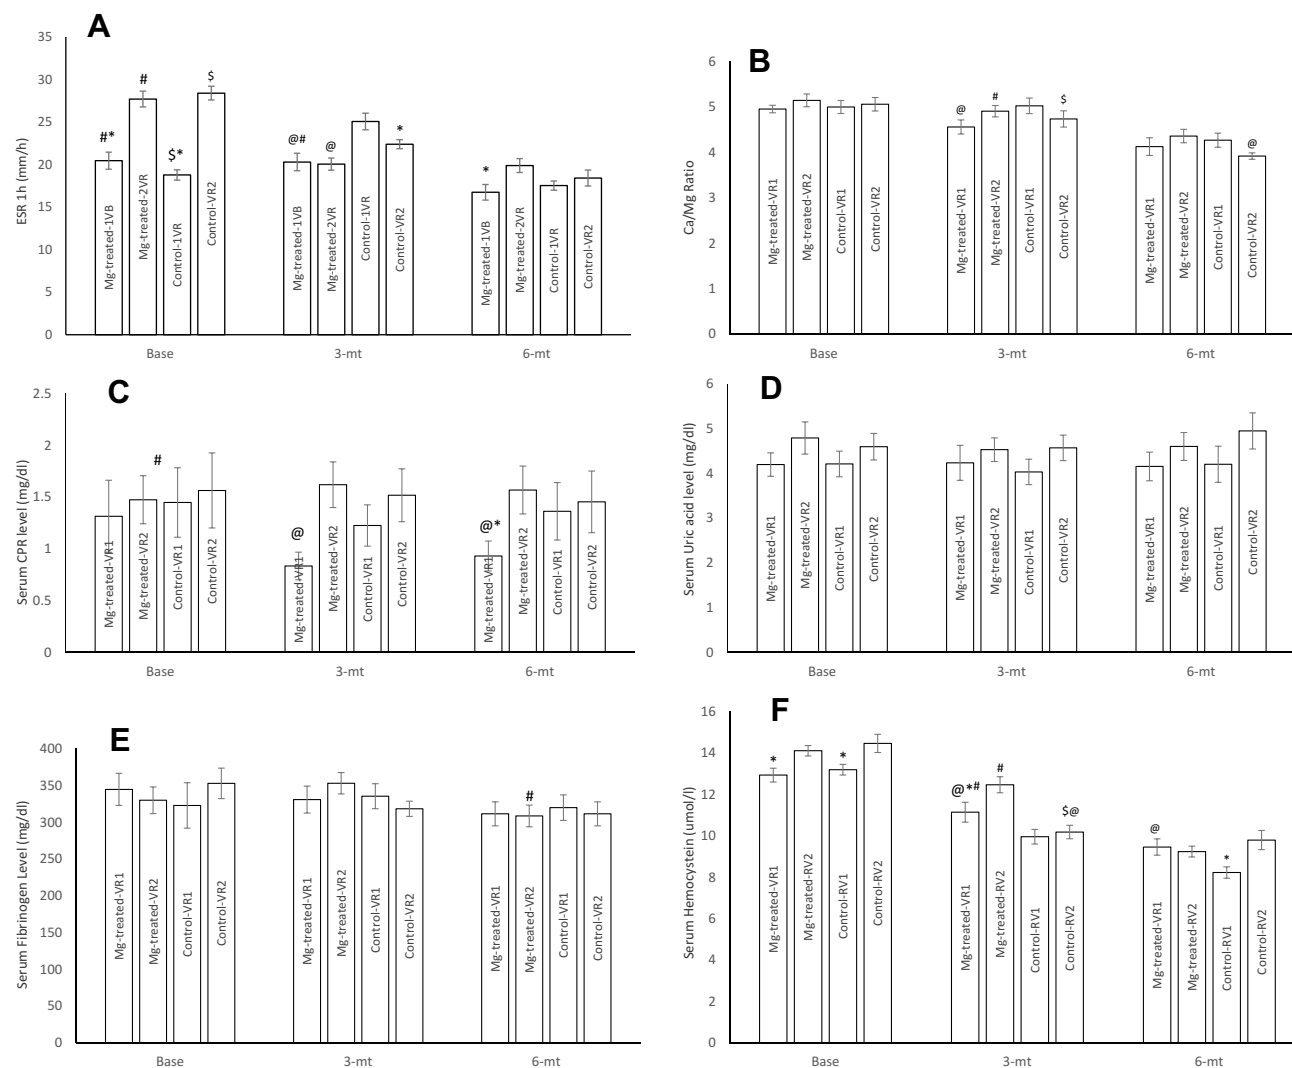 A
ESR 1h (mm/h)
35
30
25
20
15
10
5
0
#*
#
$*
$
@#
@
*
*
Mg-treated-1VB
Mg-treated-2VR
Control-1VR
Control-VR2
Mg-treated-1VB
Mg-treated-2VR
Control-1VR
Control-VR2
Mg-treated-1VB
Mg-treated-2VR
Control-1VR
Control-VR2
Base
3-mt
6-mt
B
Ca/Mg Ratio
6
5
4
3
2
1
0
@
#
$
@
Mg-treated-VR1
Mg-treated-VR2
Control-VR1
Control-VR2
Mg-treated-VR1
Mg-treated-VR2
Control-VR1
Control-VR2
Mg-treated-VR1
Mg-treated-VR2
Control-VR1
Control-VR2
Base
3-mt
6-mt
C
Serum CPR level (mg/dl)
2.5
2
1.5
1
0.5
0
#
@
@*
Mg-treated-VR1
Mg-treated-VR2
Control-VR1
Control-VR2
Mg-treated-VR1
Mg-treated-VR2
Control-VR1
Control-VR2
Mg-treated-VR1
Mg-treated-VR2
Control-VR1
Control-VR2
Base
3-mt
6-mt
D
Serum Uric acid level (mg/dl)
6
5
4
3
2
1
0
Mg-treated-VR1
Mg-treated-VR2
Control-VR1
Control-VR2
Mg-treated-VR1
Mg-treated-VR2
Control-VR1
Control-VR2
Mg-treated-VR1
Mg-treated-VR2
Control-VR1
Control-VR2
Base
3-mt
6-mt
E
Serum Fibrinogen Level (mg/dl)
400
350
300
250
200
150
100
50
0
#
Mg-treated-VR1
Mg-treated-VR2
Control-VR1
Control-VR2
Mg-treated-VR1
Mg-treated-VR2
Control-VR1
Control-VR2
Mg-treated-VR1
Mg-treated-VR2
Control-VR1
Control-VR2
Base
3-mt
6-mt
F
Serum Hemocystein (umol/l)
16
14
12
10
8
6
4
2
0
*
*
@*#
#
$@
@
*
Mg-treated-VR1
Mg-treated-RV2
Control-RV1
Control-RV2
Mg-treated-VR1
Mg-treated-RV2
Control-RV1
Control-RV2
Mg-treated-VR1
Mg-treated-RV2
Control-RV1
Control-RV2
Base
3-mt
6-mt